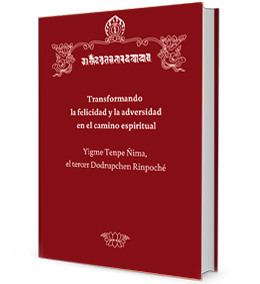 Transformando
la felicidad y la adversidad
en el camino espiritual
Yigme Tenpe Ñima,
el tercer Dodrupchen Rinpoché